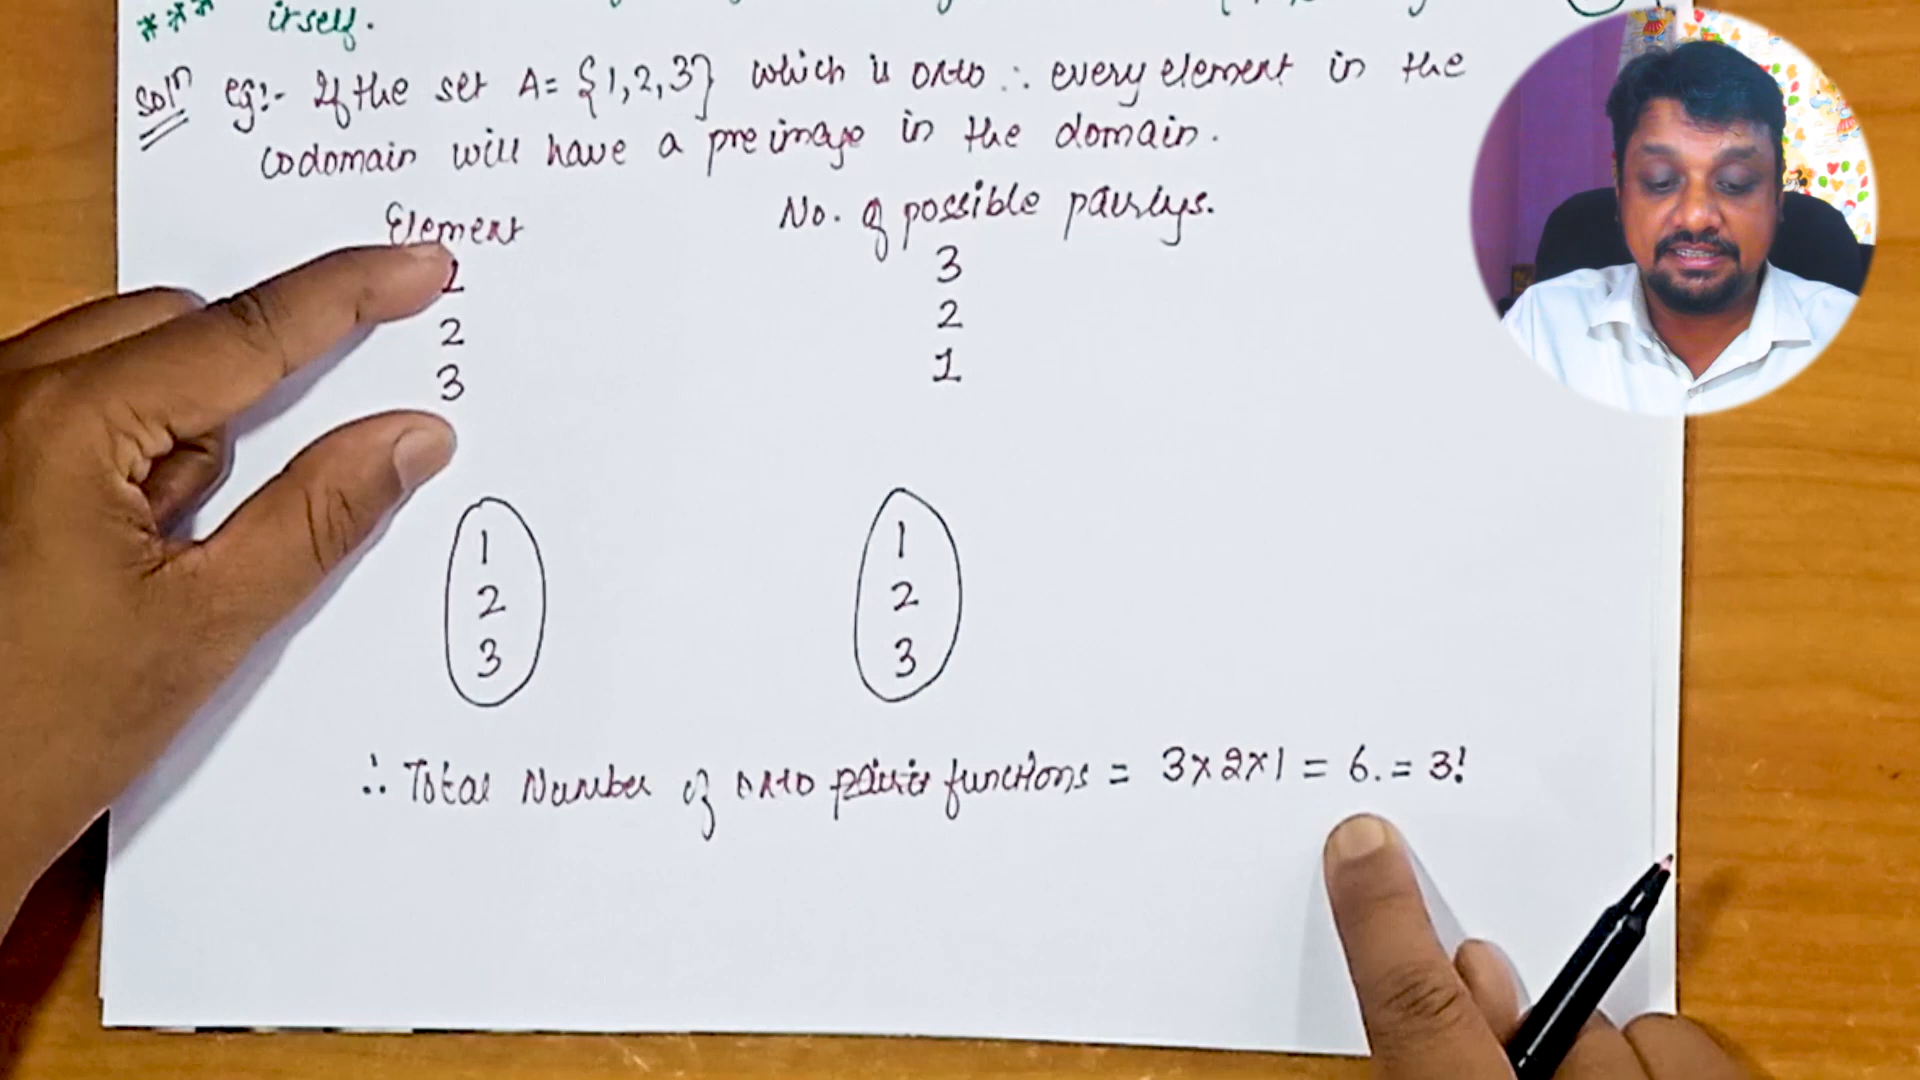 *** itself.
Soln eg:- If the set A = {1,2,3} which is onto ∴ every element in the
codomain will have a pre image in the domain.
Element No. of possible pairings.
1 3
2 2
3 1
1 1
2 2
3 3
∴ Total Number of onto functions = 3×2×1 = 6. = 3!